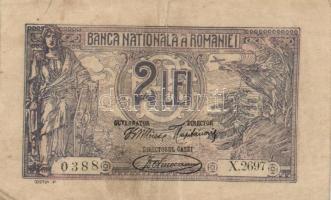 BANCA NATIONALA A ROMANIEI
2 LEI
GUVERNATOR DIRECTOR
DIRECTORUL CASEI
0388 X.2697